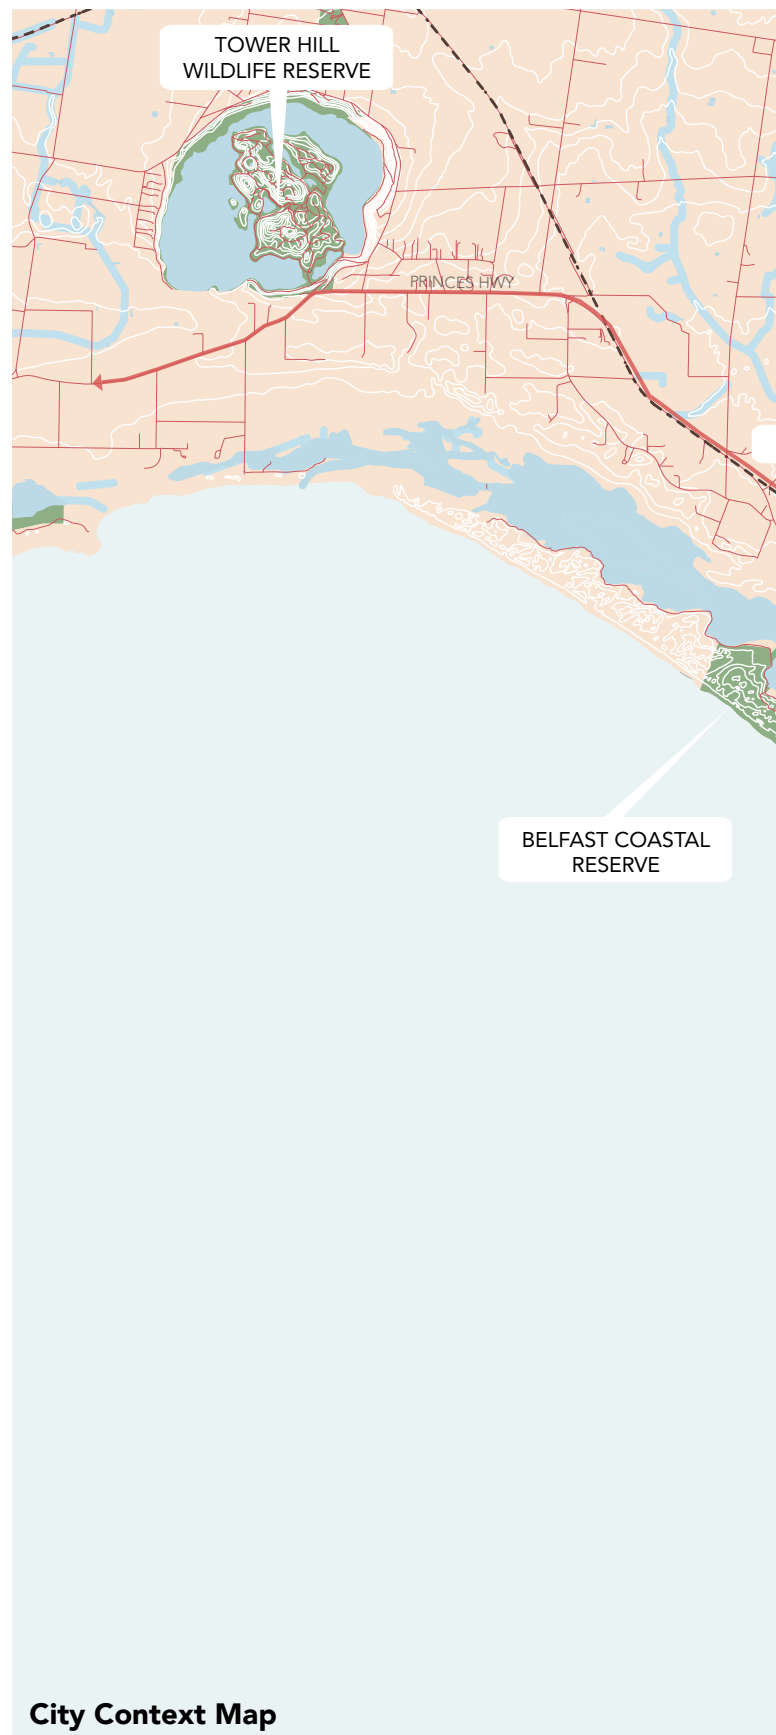 TOWER HILL
WILDLIFE RESERVE
PRINCES HWY
BELFAST COASTAL
RESERVE
City Context Map